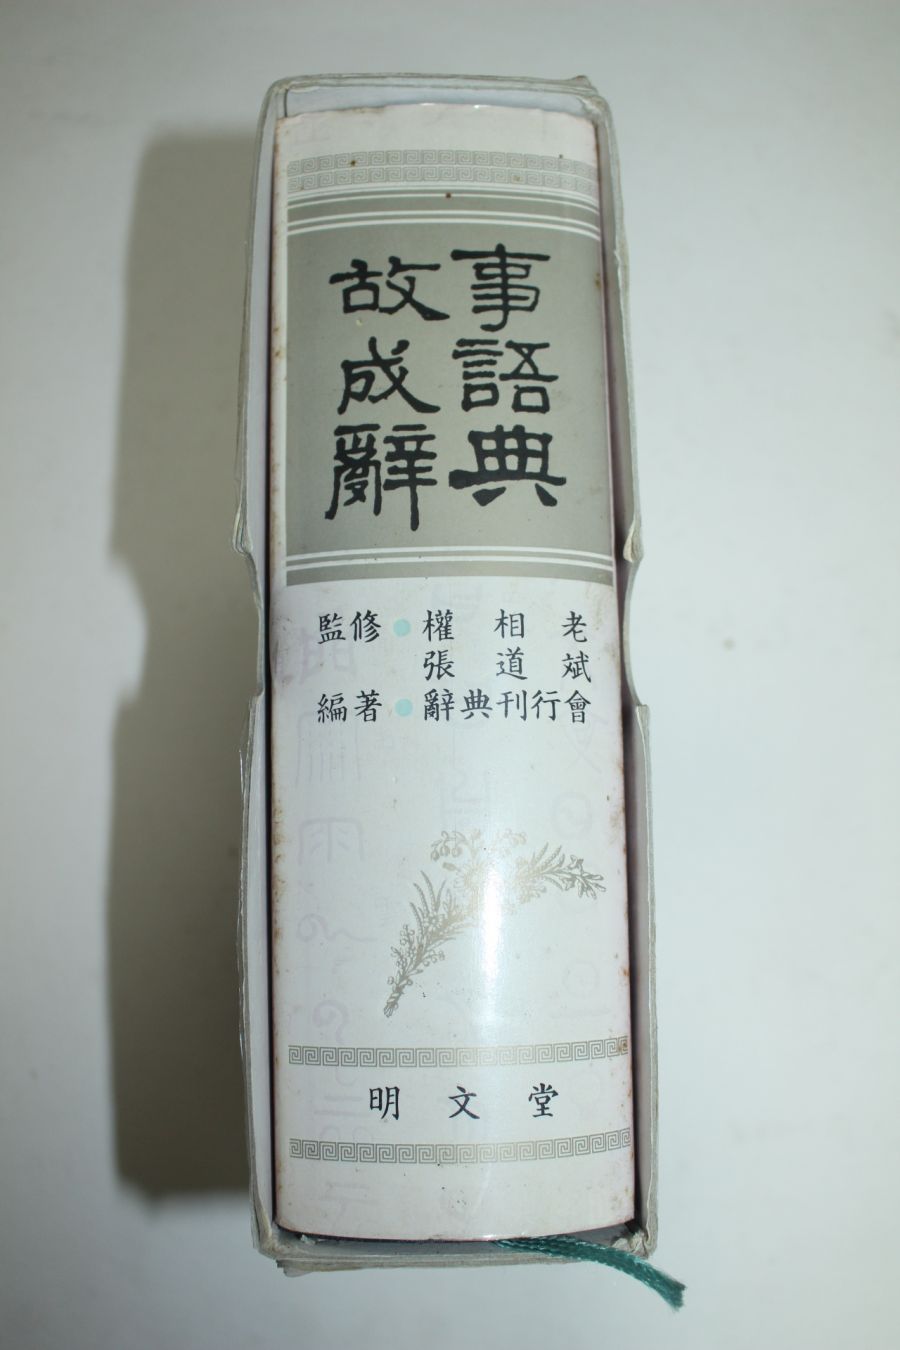 故事
成語
辭典
監修 ● 權相老
張道斌
編著 ● 辭典刊行會
明文堂